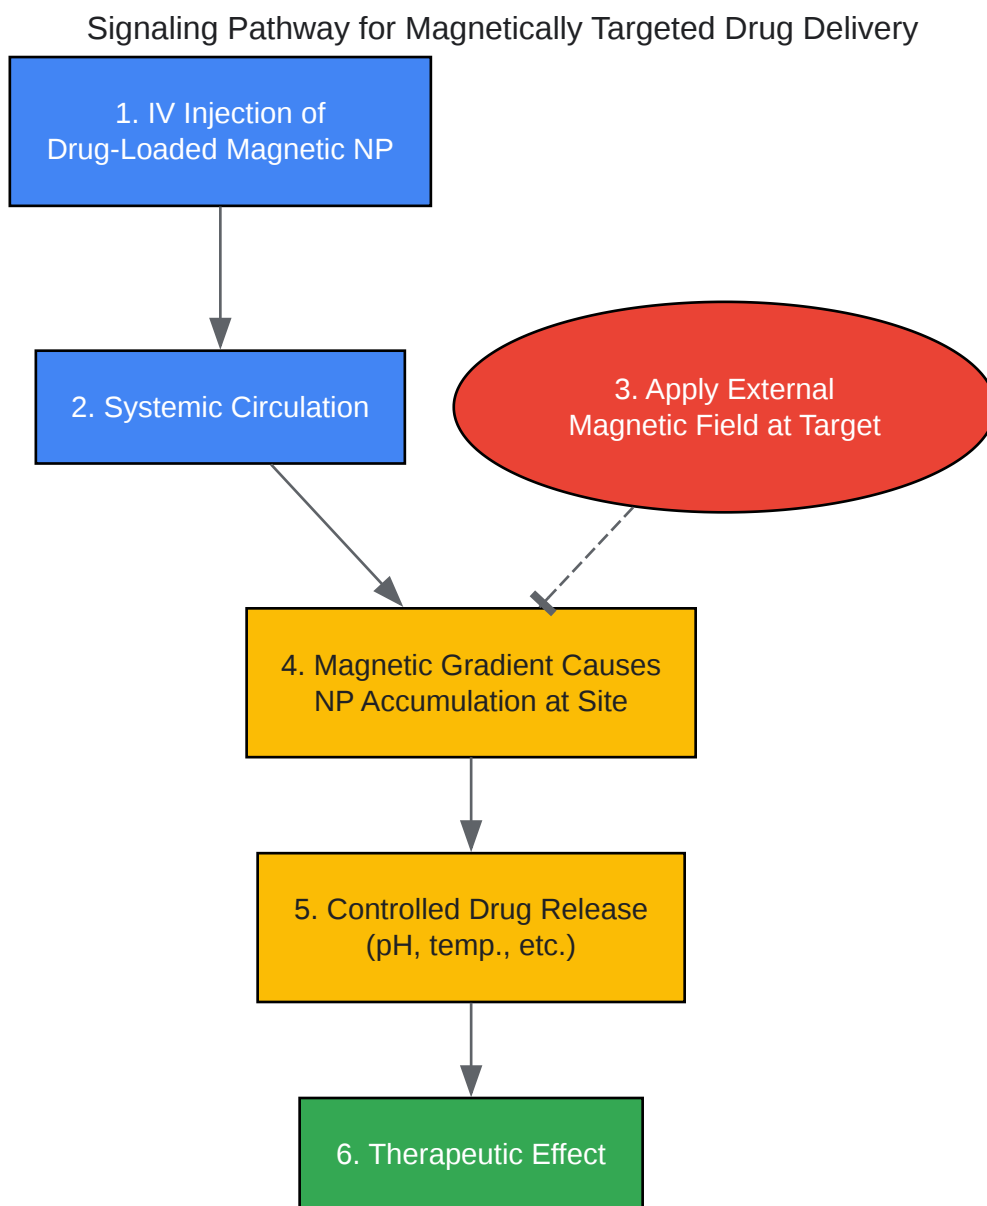 Signaling Pathway for Magnetically Targeted Drug Delivery
1. IV Injection of
Drug-Loaded Magnetic NP
2. Systemic Circulation
3. Apply External
Magnetic Field at Target
4. Magnetic Gradient Causes
NP Accumulation at Site
5. Controlled Drug Release
(pH, temp., etc.)
6. Therapeutic Effect